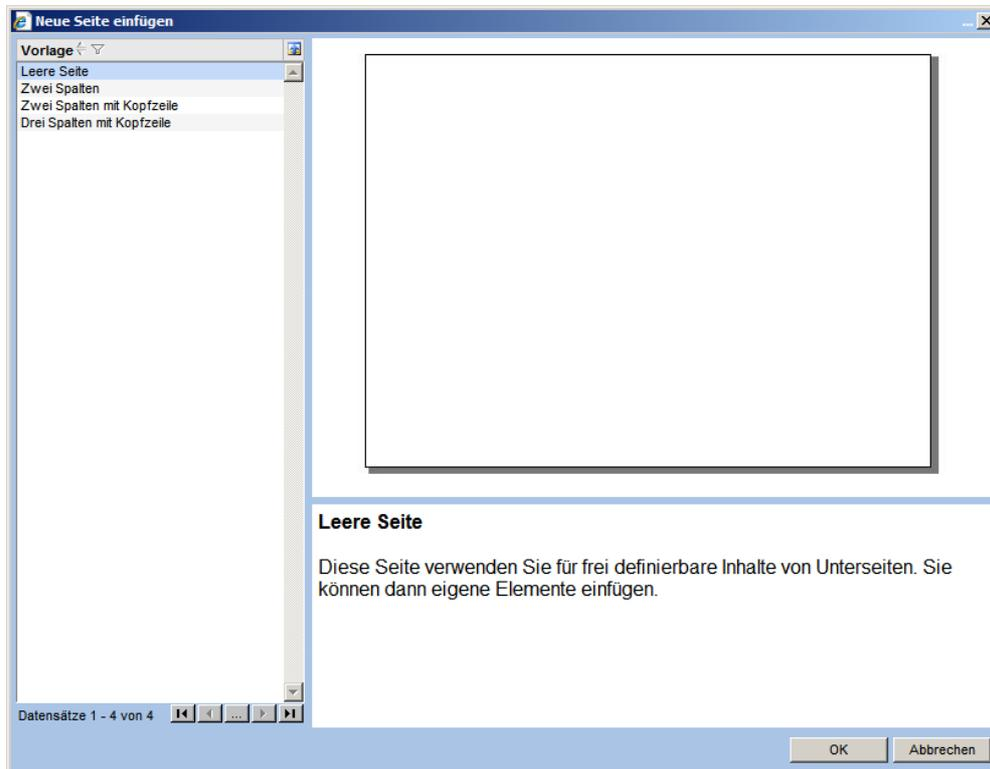 Neue Seite einfügen
...
Vorlage
Leere Seite
Zwei Spalten
Zwei Spalten mit Kopfzeile
Drei Spalten mit Kopfzeile
Leere Seite
Diese Seite verwenden Sie für frei definierbare Inhalte von Unterseiten. Sie
können dann eigene Elemente einfügen.
Datensätze 1 - 4 von 4
...
OK
Abbrechen